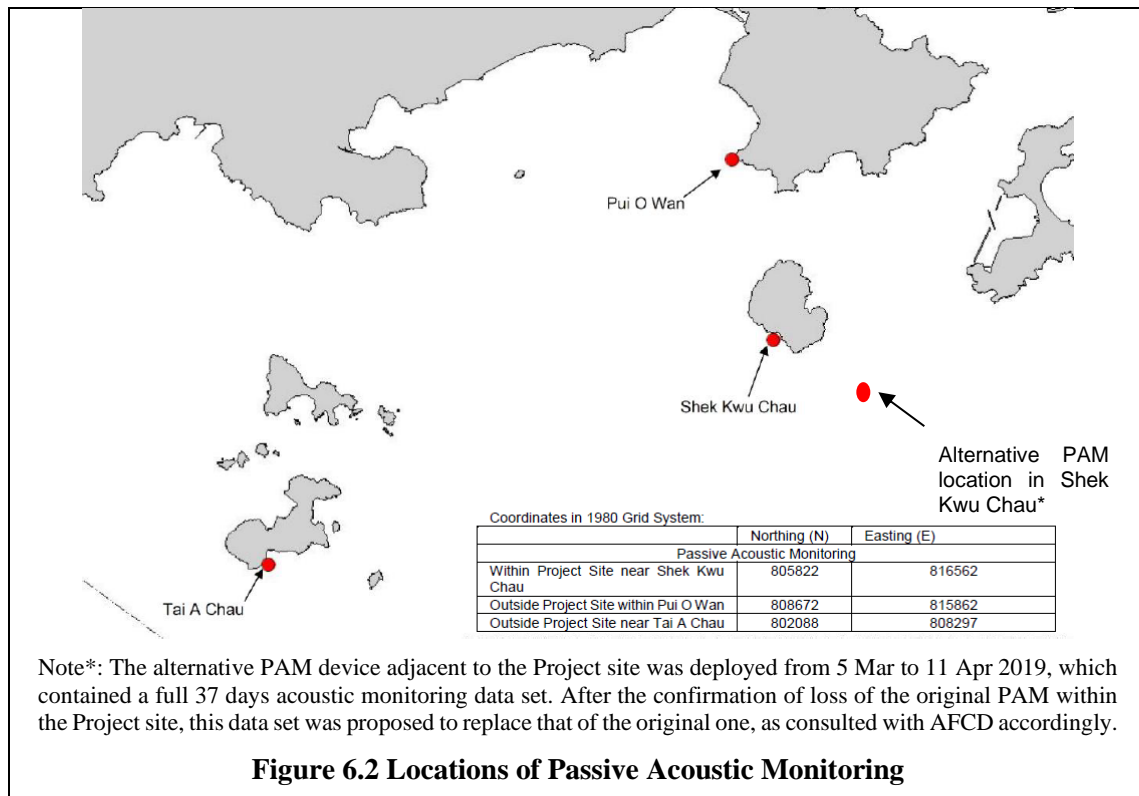 Pui O Wan
Shek Kwu Chau
Alternative PAM
location in Shek
Kwu Chau*
Tai A Chau
Coordinates in 1980 Grid System:
Northing (N) Easting (E)
Passive Acoustic Monitoring
Within Project Site near Shek Kwu Chau 805822 816562
Outside Project Site within Pui O Wan 808672 815862
Outside Project Site near Tai A Chau 802088 808297
Note*: The alternative PAM device adjacent to the Project site was deployed from 5 Mar to 11 Apr 2019, which
contained a full 37 days acoustic monitoring data set. After the confirmation of loss of the original PAM within
the Project site, this data set was proposed to replace that of the original one, as consulted with AFCD accordingly.
Figure 6.2 Locations of Passive Acoustic Monitoring